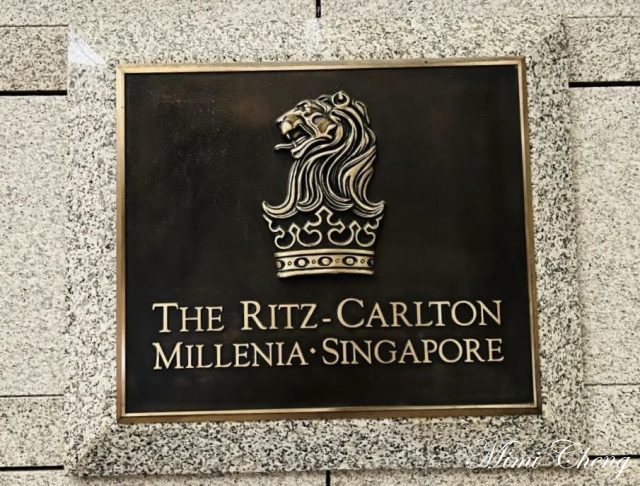 THE RITZ-CARLTON
MILLENIA·SINGAPORE
Mimi Cheng